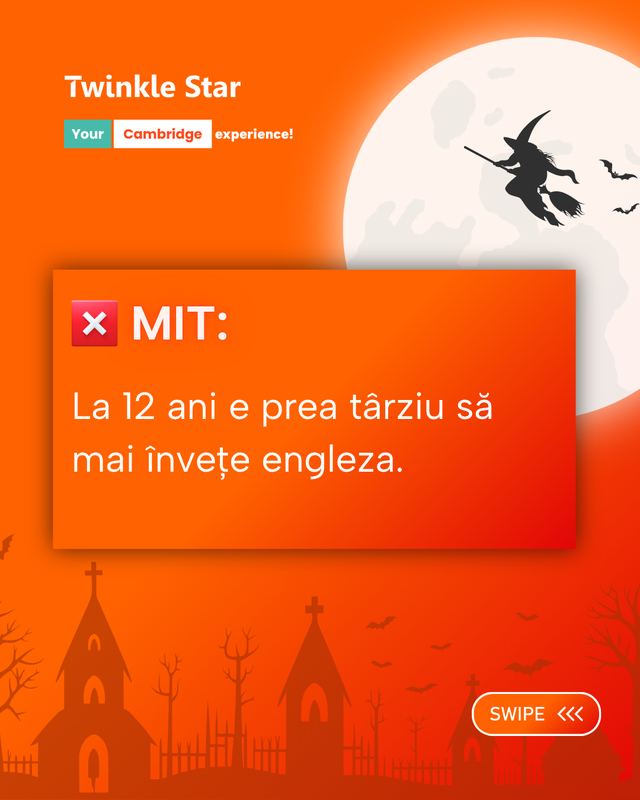 Twinkle Star
Your Cambridge experience!
❌ MIT:
La 12 ani e prea târziu să
mai învețe engleza.
SWIPE <<<